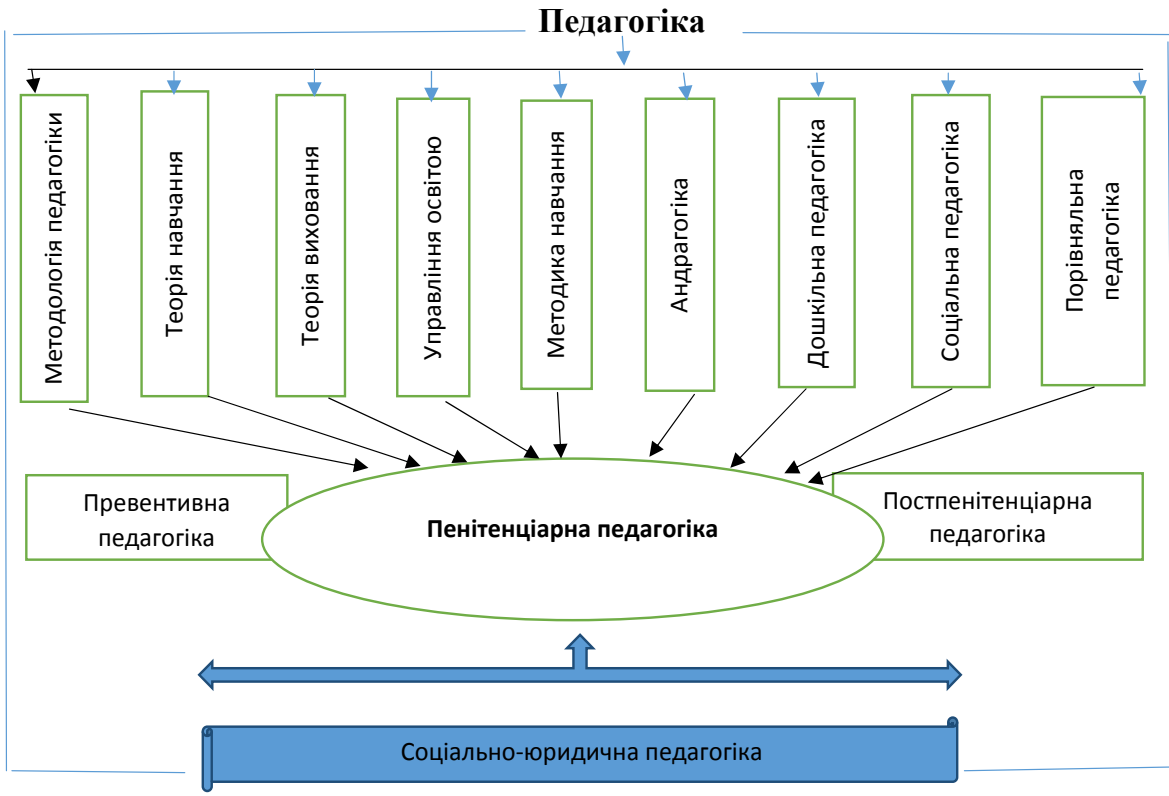 Педагогіка
Методологія педагогіки
Теорія навчання
Теорія виховання
Управління освітою
Методика навчання
Андрагогіка
Дошкільна педагогіка
Соціальна педагогіка
Порівняльна
педагогіка
Превентивна
педагогіка
Пенітенціарна педагогіка
Постпенітенціарна
педагогіка
Соціально-юридична педагогіка